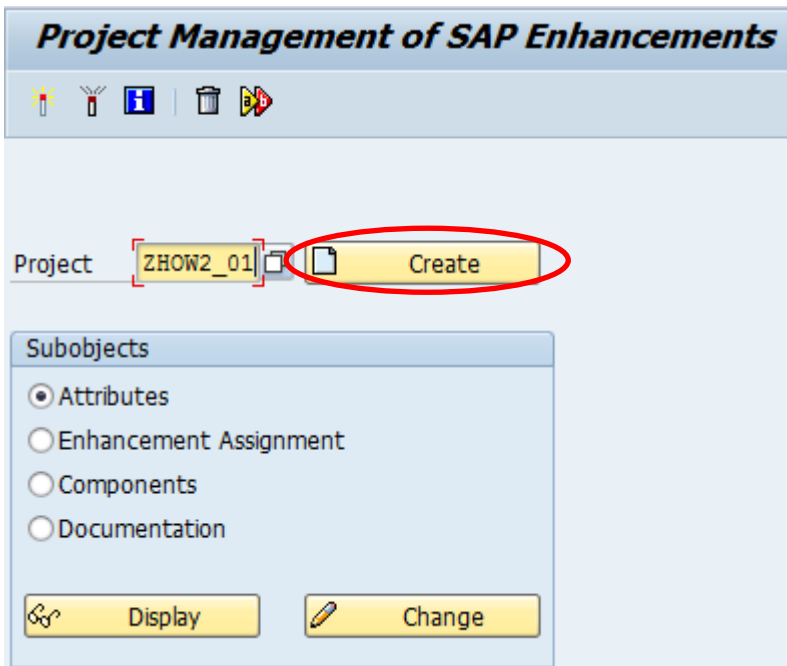 Project Management of SAP Enhancements
Project ZHOW2_01 Create
Subobjects
Attributes
Enhancement Assignment
Components
Documentation
Display Change